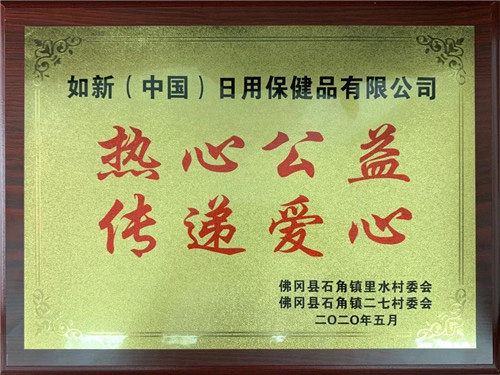 如新（中国）日用保健品有限公司
热心公益
传递爱心
佛冈县石角镇里水村委会
佛冈县石角镇二七村委会
二〇二〇年五月